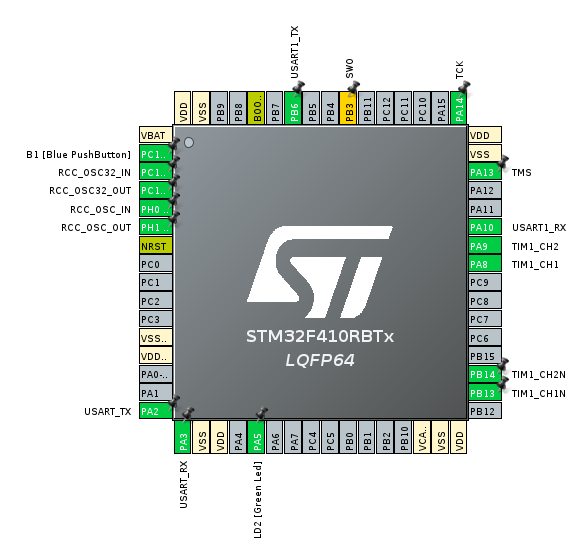 USART1_TX
SWO
TCK
VDD
VSS
PB9
PB8
BOO..
PB7
PB6
PB5
PB4
PB3
PB11
PC12
PC11
PC10
PA15
PA14
VBAT
B1 [Blue PushButton] PC1..
RCC_OSC32_IN PC1..
RCC_OSC32_OUT PC1..
RCC_OSC_IN PH0..
RCC_OSC_OUT PH1..
NRST
PC0
PC1
PC2
PC3
VSS..
VDD..
PA0-..
PA1
USART_TX PA2
STM32F410RBTx
LQFP64
VDD
VSS
PA13 TMS
PA12
PA11
PA10 USART1_RX
PA9 TIM1_CH2
PA8 TIM1_CH1
PC9
PC8
PC7
PC6
PB15
PB14 TIM1_CH2N
PB13 TIM1_CH1N
PB12
PA3
VSS
VDD
PA4
PA5
PA6
PA7
PC4
PC5
PB0
PB1
PB2
PB10
VCA..
VSS
VDD
USART_RX
LD2 [Green Led]